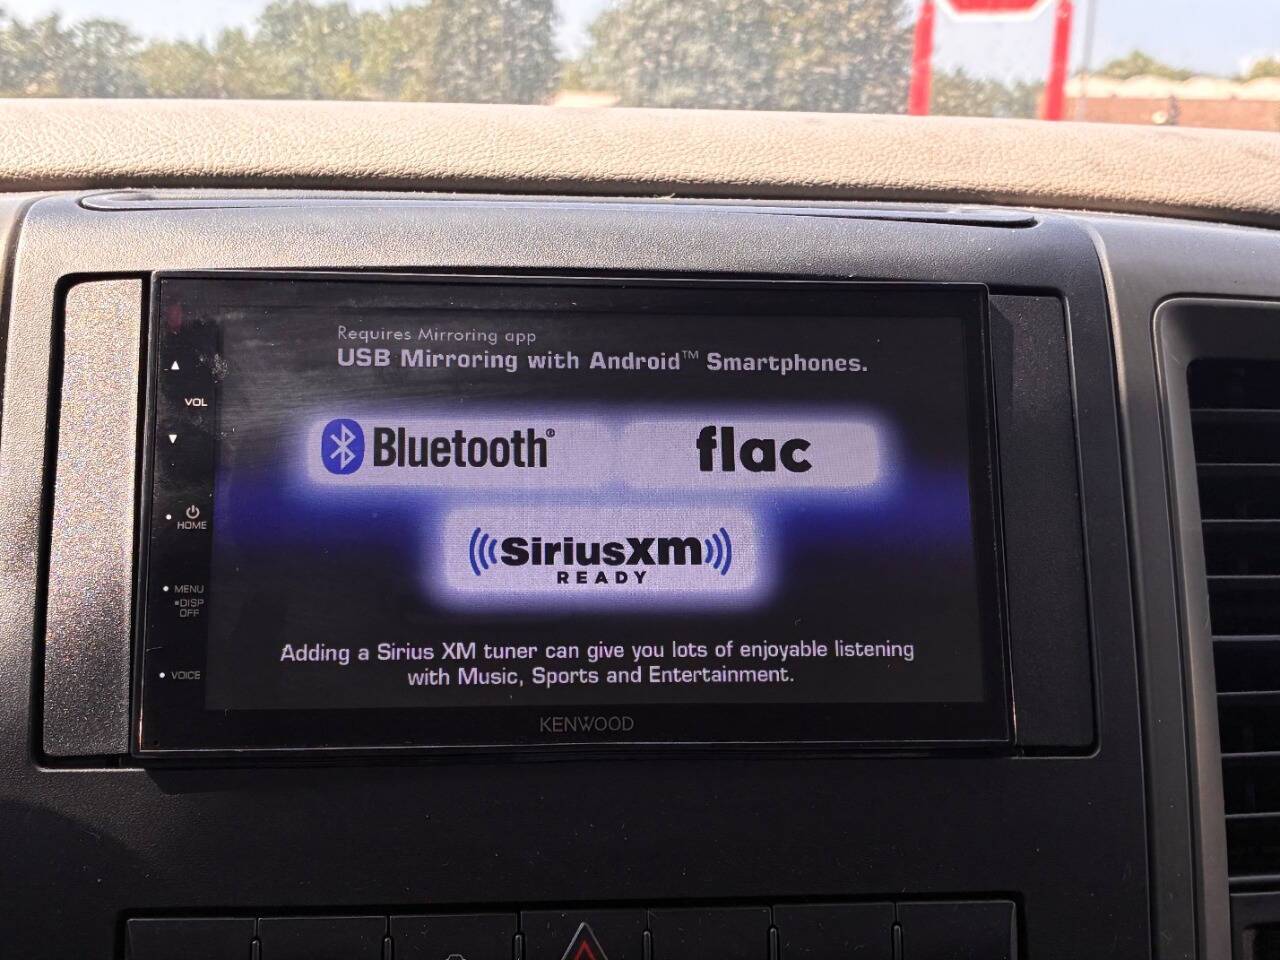 Requires Mirroring app
USB Mirroring with Android™ Smartphones.
VOL
Bluetooth®
flac
HOME
SiriusXm
READY
MENU
DISP
OFF
VOICE
Adding a Sirius XM tuner can give you lots of enjoyable listening
with Music, Sports and Entertainment.
KENWOOD